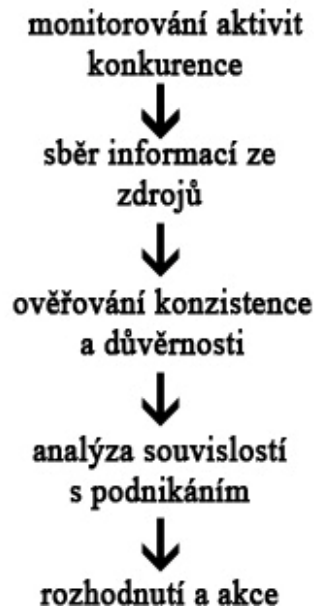 monitorování aktivit
konkurence
sběr informací ze
zdrojů
ověřování konzistence
a důvěrnosti
analýza souvislostí
s podnikáním
rozhodnutí a akce